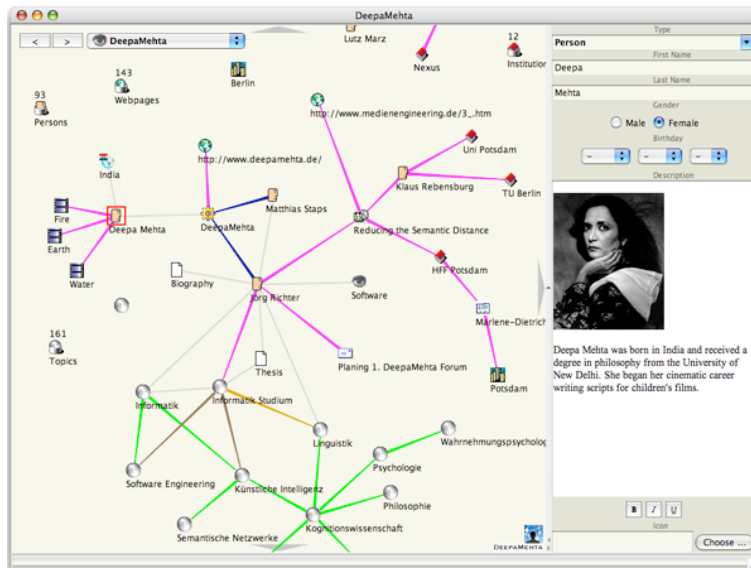 DeepaMehta
<
>
DeepaMehta
Lutz Marz
Nexus
12
Institution
143
Webpages
93
Persons
Berlin
http://www.medienengineering.de/3_.htm
Uni Potsdam
http://www.deepamehta.de/
India
Klaus Rebensburg
TU Berlin
Fire
Deepa Mehta
Matthias Staps
DeepaMehta
Reducing the Semantic Distance
Earth
Water
Biography
Jörg Richter
Software
HFF Potsdam
Marlene-Dietrich
161
Topics
Thesis
Planing 1. DeepaMehta Forum
Potsdam
Informatik
Informatik Studium
Linguistik
Wahrnehmungspsycholog
Software Engineering
Künstliche Intelligenz
Psychologie
Philosophie
Semantische Netzwerke
Kognitionswissenschaft
DEEPAMEHTA
Type
Person
First Name
Deepa
Last Name
Mehta
Gender
Male
Female
Birthday
-
-
-
Description
Deepa Mehta was born in India and received a
degree in philosophy from the University of
New Delhi. She began her cinematic career
writing scripts for children's films.
B I U
Icon
Choose ...